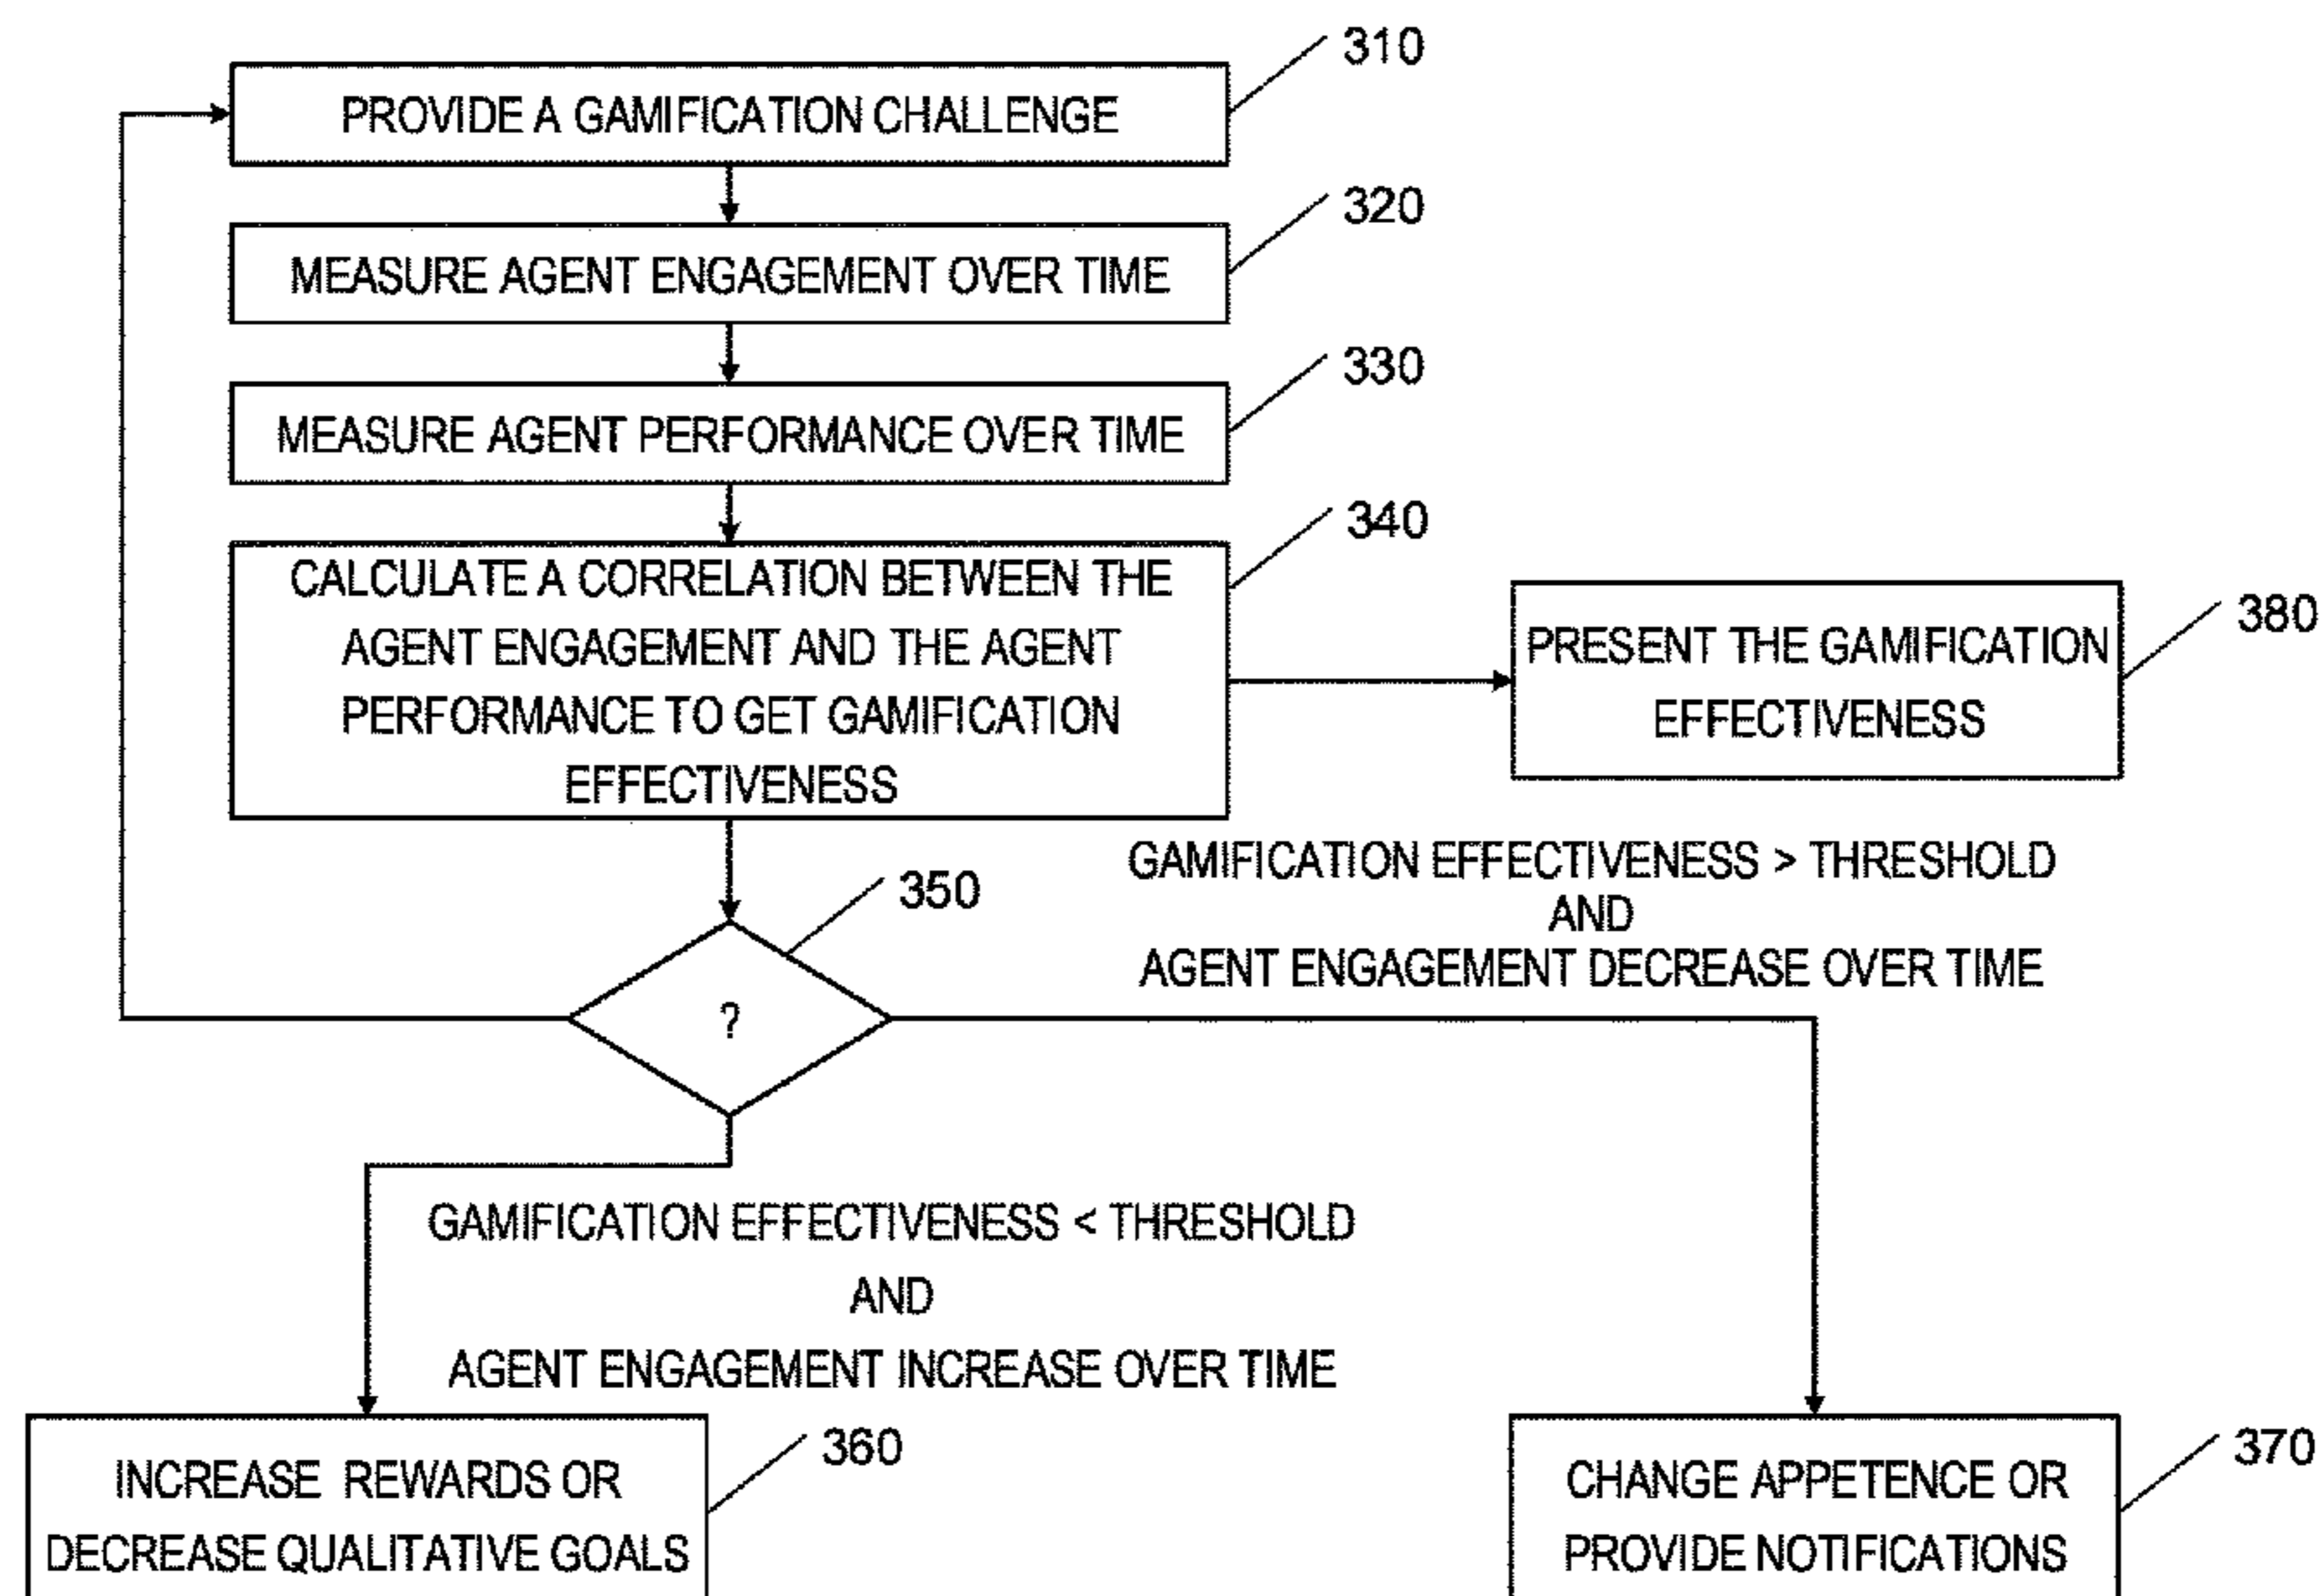 310
PROVIDE A GAMIFICATION CHALLENGE
320
MEASURE AGENT ENGAGEMENT OVER TIME
330
MEASURE AGENT PERFORMANCE OVER TIME
340
CALCULATE A CORRELATION BETWEEN THE
AGENT ENGAGEMENT AND THE AGENT
PERFORMANCE TO GET GAMIFICATION
EFFECTIVENESS
380
PRESENT THE GAMIFICATION
EFFECTIVENESS
350
?
GAMIFICATION EFFECTIVENESS > THRESHOLD
AND
AGENT ENGAGEMENT DECREASE OVER TIME
GAMIFICATION EFFECTIVENESS < THRESHOLD
AND
AGENT ENGAGEMENT INCREASE OVER TIME
360
INCREASE REWARDS OR
DECREASE QUALITATIVE GOALS
370
CHANGE APPETENCE OR
PROVIDE NOTIFICATIONS